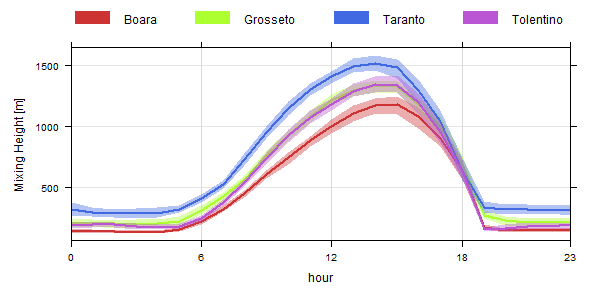 Boara Grosseto Taranto Tolentino
Mixing Height [m]
1500
1000
500
0 6 12 18 23
hour